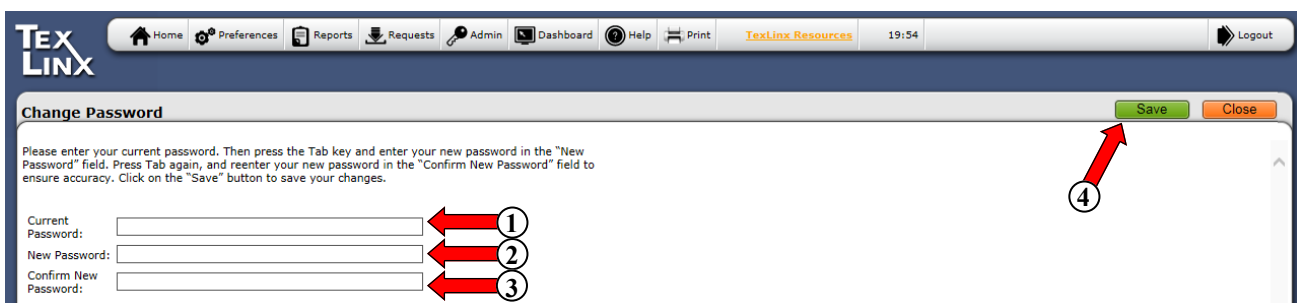 TEX LINX
Home Preferences Reports Requests Admin Dashboard Help Print TexLinx Resources 19:54 Logout
Change Password Save Close
Please enter your current password. Then press the Tab key and enter your new password in the "New
Password" field. Press Tab again, and reenter your new password in the "Confirm New Password" field to
ensure accuracy. Click on the "Save" button to save your changes.
4
Current
Password: 1
New Password: 2
Confirm New
Password: 3